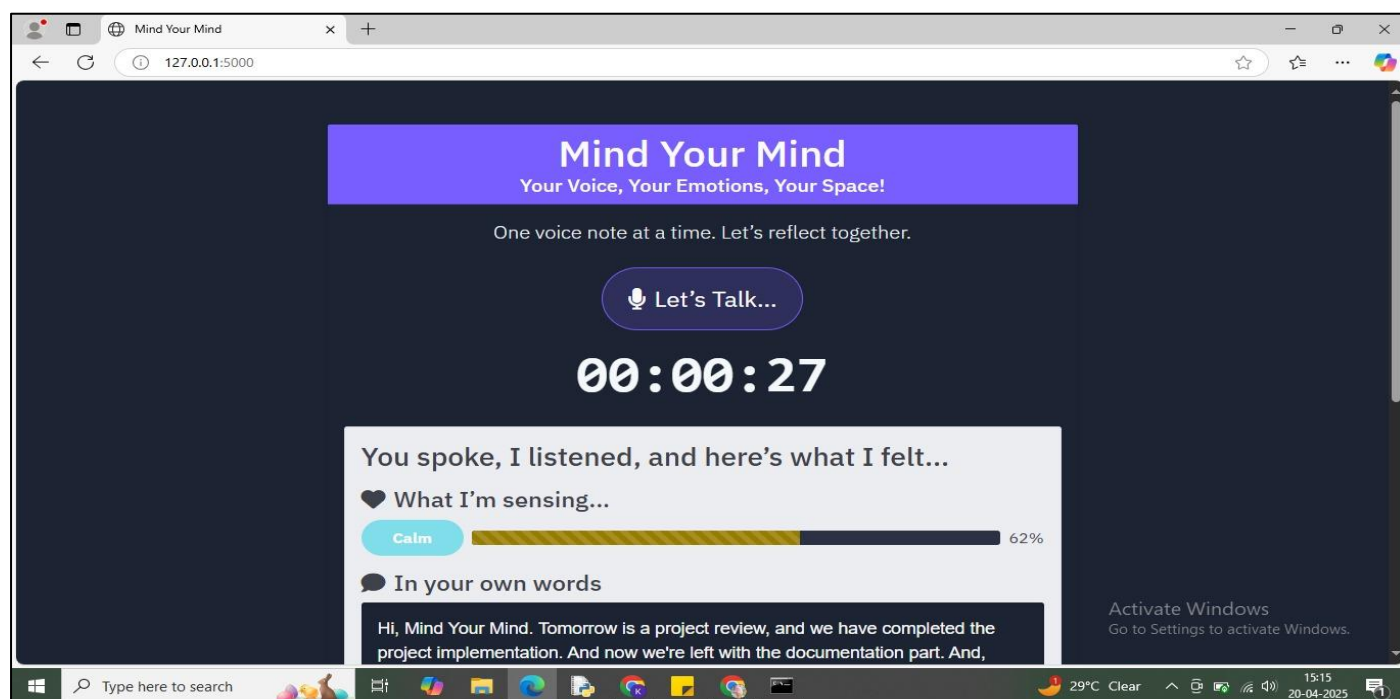 Mind Your Mind
127.0.0.1:5000
Mind Your Mind
Your Voice, Your Emotions, Your Space!
One voice note at a time. Let's reflect together.
Let's Talk...
00:00:27
You spoke, I listened, and here's what I felt...
What I'm sensing...
Calm 62%
In your own words
Hi, Mind Your Mind. Tomorrow is a project review, and we have completed the
project implementation. And now we're left with the documentation part. And,
Activate Windows
Go to Settings to activate Windows.
Type here to search
29°C Clear
15:15
20-04-2025